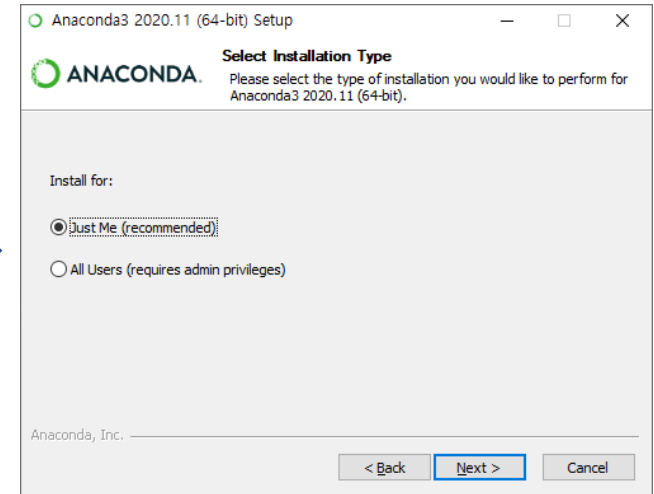 Anaconda3 2020.11 (64-bit) Setup
ANACONDA.
Select Installation Type
Please select the type of installation you would like to perform for
Anaconda3 2020.11 (64-bit).
Install for:
Just Me (recommended)
All Users (requires admin privileges)
Anaconda, Inc.
< Back Next > Cancel